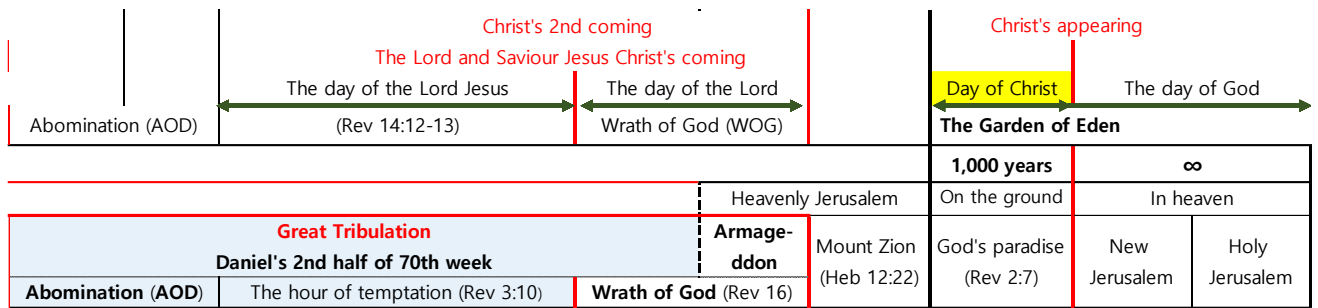 Christ's 2nd coming
Christ's appearing
The Lord and Saviour Jesus Christ's coming
The day of the Lord Jesus
The day of the Lord
Day of Christ
The day of God
Abomination (AOD)
(Rev 14:12-13)
Wrath of God (WOG)
The Garden of Eden
1,000 years
∞
Heavenly Jerusalem
On the ground
In heaven
Great Tribulation
Daniel's 2nd half of 70th week
Armage-
ddon
Mount Zion
(Heb 12:22)
God's paradise
(Rev 2:7)
New
Jerusalem
Holy
Jerusalem
Abomination (AOD)
The hour of temptation (Rev 3:10)
Wrath of God (Rev 16)